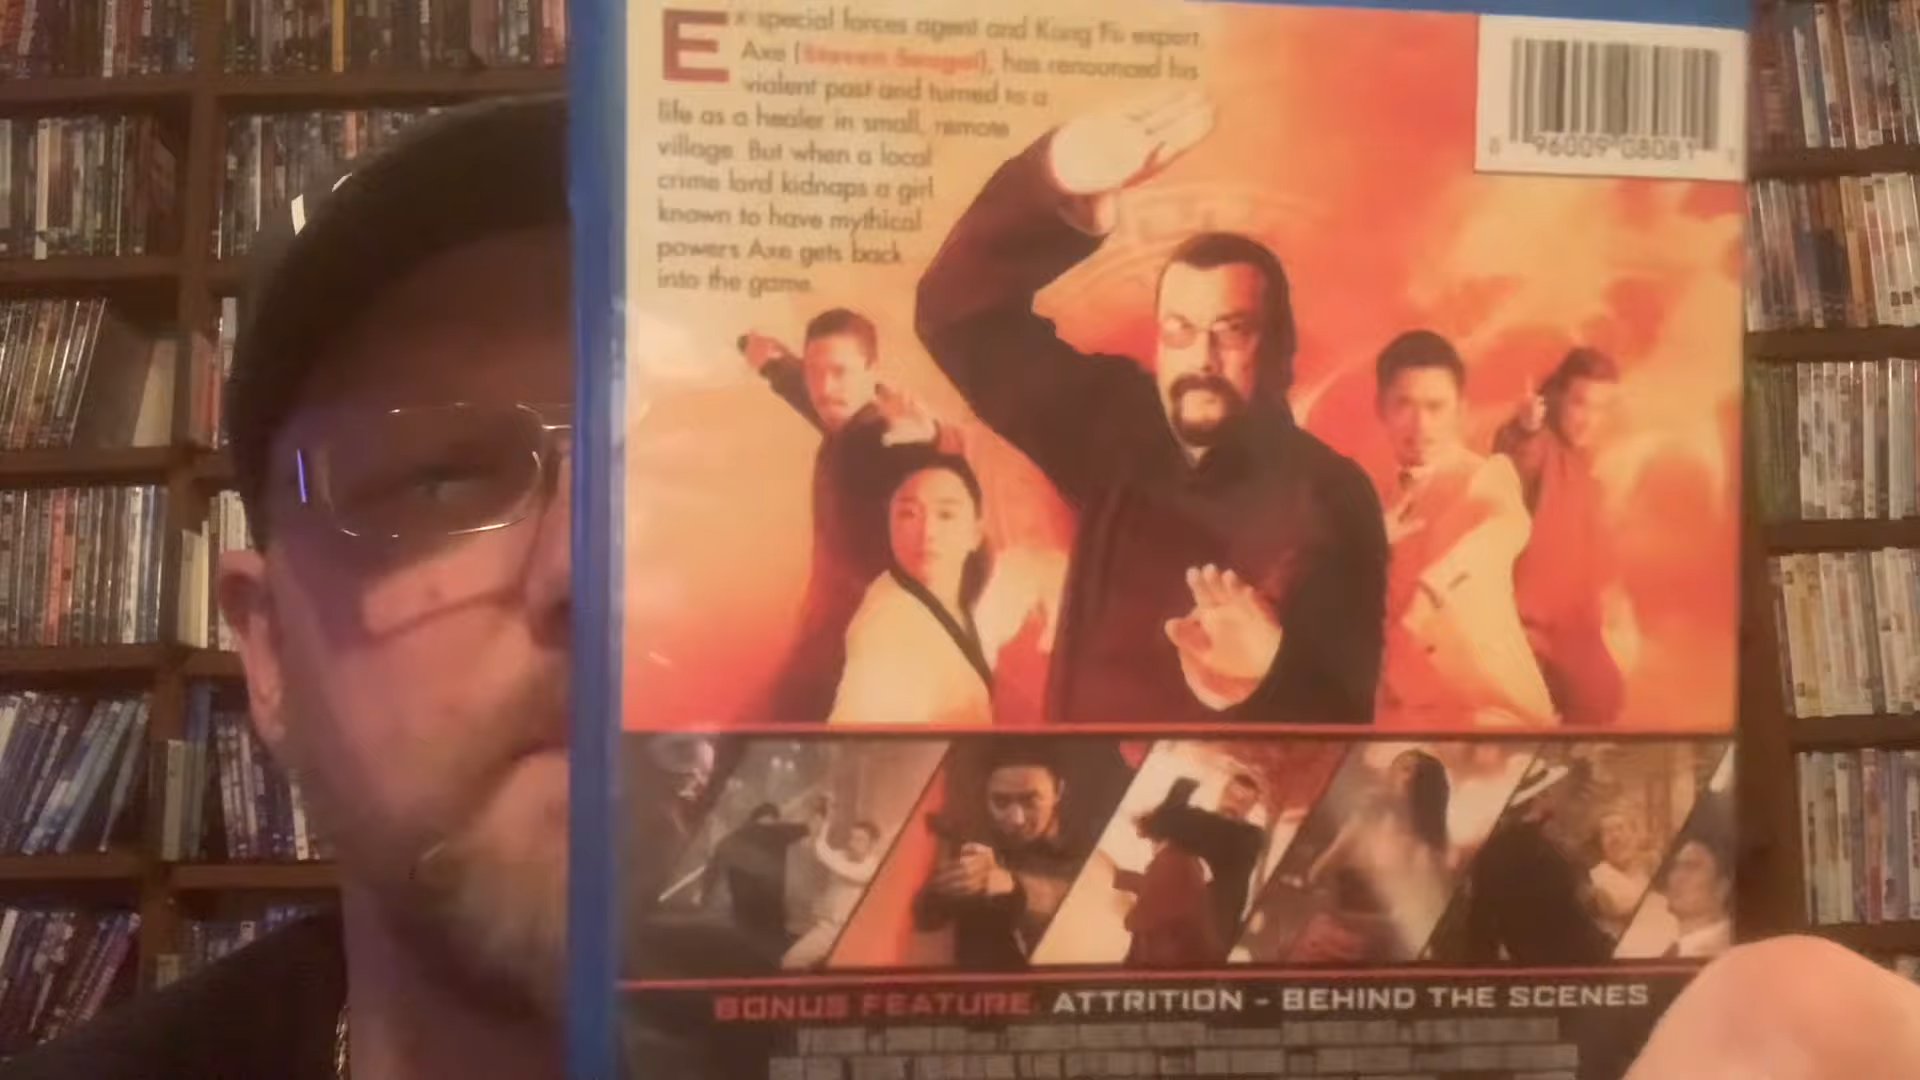 Ex-special forces agent and Kung Fu expert
Axe (Steven Seagal), has renounced his
violent past and turned to a
life as a healer in small, remote
village. But when a local
crime lord kidnaps a girl
known to have mythical
powers Axe gets back
into the game.
96009 08081
BONUS FEATURE: ATTRITION - BEHIND THE SCENES